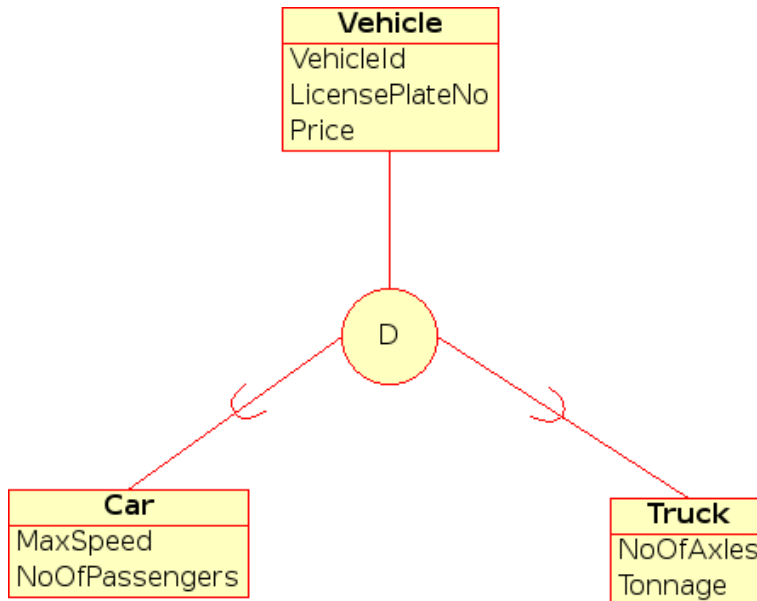 Vehicle
VehicleId
LicensePlateNo
Price
D
Car
MaxSpeed
NoOfPassengers
Truck
NoOfAxles
Tonnage